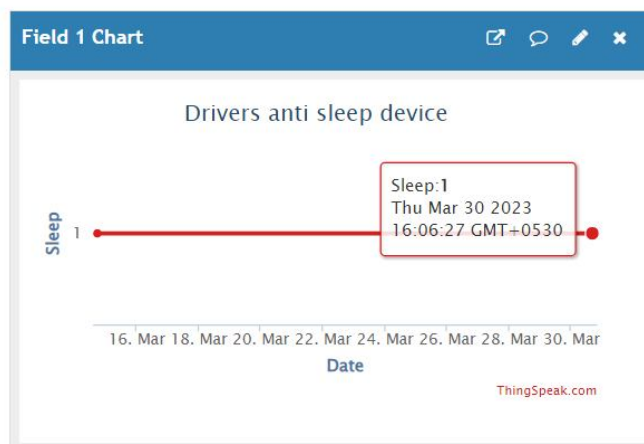 Field 1 Chart
Drivers anti sleep device
Sleep:1
Thu Mar 30 2023
16:06:27 GMT+0530
Sleep
1
16. Mar 18. Mar 20. Mar 22. Mar 24. Mar 26. Mar 28. Mar 30. Mar
Date
ThingSpeak.com